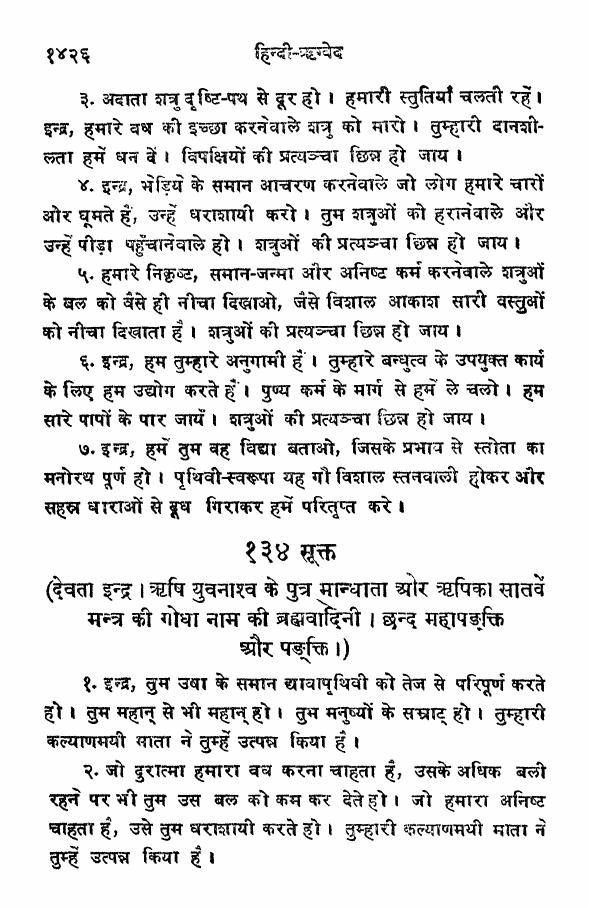 १४२६ हिन्दी-ऋग्वेद
३. अदाता शत्रु दृष्टि-पथ से दूर हो। हमारी स्तुतियाँ चलती रहें।
इन्द्र, हमारे वध की इच्छा करनेवाले शत्रु को मारो। तुम्हारी दानशी-
लता हमें धन दें। विपक्षियों की प्रत्यञ्चा छिन्न हो जाय।
४. इन्द्र, भेड़िये के समान आचरण करनेवाले जो लोग हमारे चारों
ओर घूमते हैं, उन्हें धराशायी करो। तुम शत्रुओं को हरानेवाले और
उन्हें पीड़ा पहुँचानेवाले हो। शत्रुओं की प्रत्यञ्चा छिन्न हो जाय।
५. हमारे निकृष्ट, समान-जन्मा और अनिष्ट कर्म करनेवाले शत्रुओं
के बल को वैसे ही नीचा दिखाओ, जैसे विशाल आकाश सारी वस्तुओं
को नीचा दिखाता है। शत्रुओं की प्रत्यञ्चा छिन्न हो जाय।
६. इन्द्र, हम तुम्हारे अनुगामी हैं। तुम्हारे बन्धुत्व के उपयुक्त कार्य
के लिए हम उद्योग करते हैं। पुण्य कर्म के मार्ग से हमें ले चलो। हम
सारे पापों के पार जायँ। शत्रुओं की प्रत्यञ्चा छिन्न हो जाय।
७. इन्द्र, हमें तुम वह विद्या बताओ, जिसके प्रभाव से स्तोता का
मनोरथ पूर्ण हो। पृथिवी-स्वरूपा यह गौ विशाल स्तनवाली होकर और
सहस्र धाराओं से दूध गिराकर हमें परितृप्त करे।
१३४ सूक्त
(देवता इन्द्र। ऋषि युवनाश्व के पुत्र मान्धाता और ऋषिका सातवें
मन्त्र की गोधा नाम की ब्रह्मवादिनी। छन्द महापङ्क्ति
और पङ्क्ति।)
१. इन्द्र, तुम उषा के समान द्यावापृथिवी को तेज से परिपूर्ण करते
हो। तुम महान् से भी महान् हो। तुम मनुष्यों के सम्राट् हो। तुम्हारी
कल्याणमयी माता ने तुम्हें उत्पन्न किया है।
२. जो दुरात्मा हमारा वध करना चाहता है, उसके अधिक बली
रहने पर भी तुम उस बल को कम कर देते हो। जो हमारा अनिष्ट
चाहता है, उसे तुम धराशायी करते हो। तुम्हारी कल्याणमयी माता ने
तुम्हें उत्पन्न किया है।